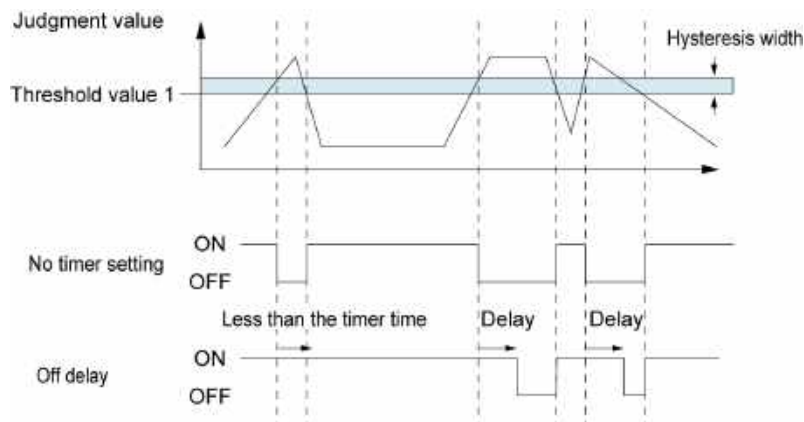 Judgment value
Hysteresis width
Threshold value 1
ON
No timer setting
OFF
Less than the timer time Delay Delay
ON
Off delay
OFF